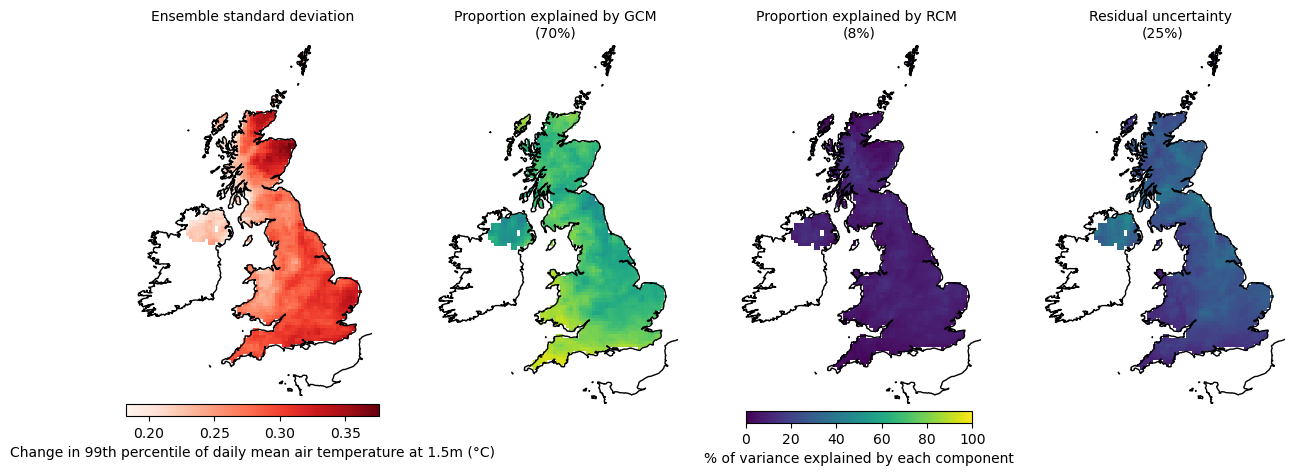 Ensemble standard deviation
Proportion explained by GCM
(70%)
Proportion explained by RCM
(8%)
Residual uncertainty
(25%)
0.20 0.25 0.30 0.35
Change in 99th percentile of daily mean air temperature at 1.5m (°C)
0 20 40 60 80 100
% of variance explained by each component